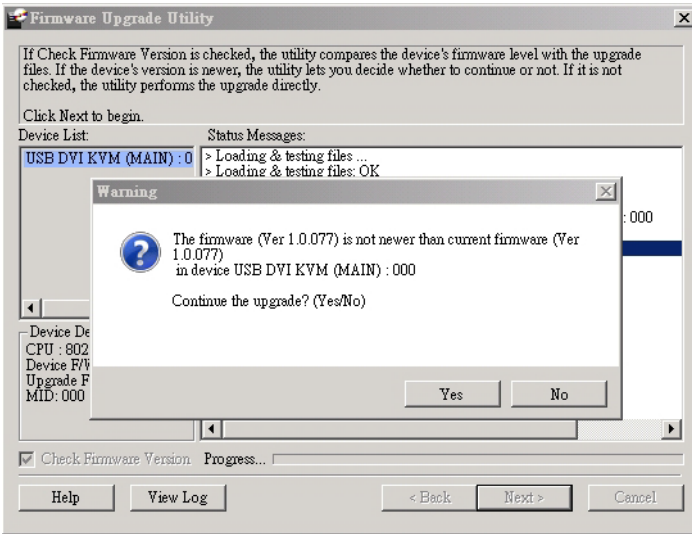 Firmware Upgrade Utility
If Check Firmware Version is checked, the utility compares the device's firmware level with the upgrade
files. If the device's version is newer, the utility lets you decide whether to continue or not. If it is not
checked, the utility performs the upgrade directly.
Click Next to begin.
Device List:
Status Messages:
USB DVI KVM (MAIN) : 0
> Loading & testing files ...
> Loading & testing files: OK
: 000
Warning
The firmware (Ver 1.0.077) is not newer than current firmware (Ver
1.0.077)
in device USB DVI KVM (MAIN) : 000
Continue the upgrade? (Yes/No)
Yes
No
Device De
CPU : 802
Device F/
Upgrade F
MID: 000
Check Firmware Version
Progress...
Help
View Log
< Back
Next >
Cancel